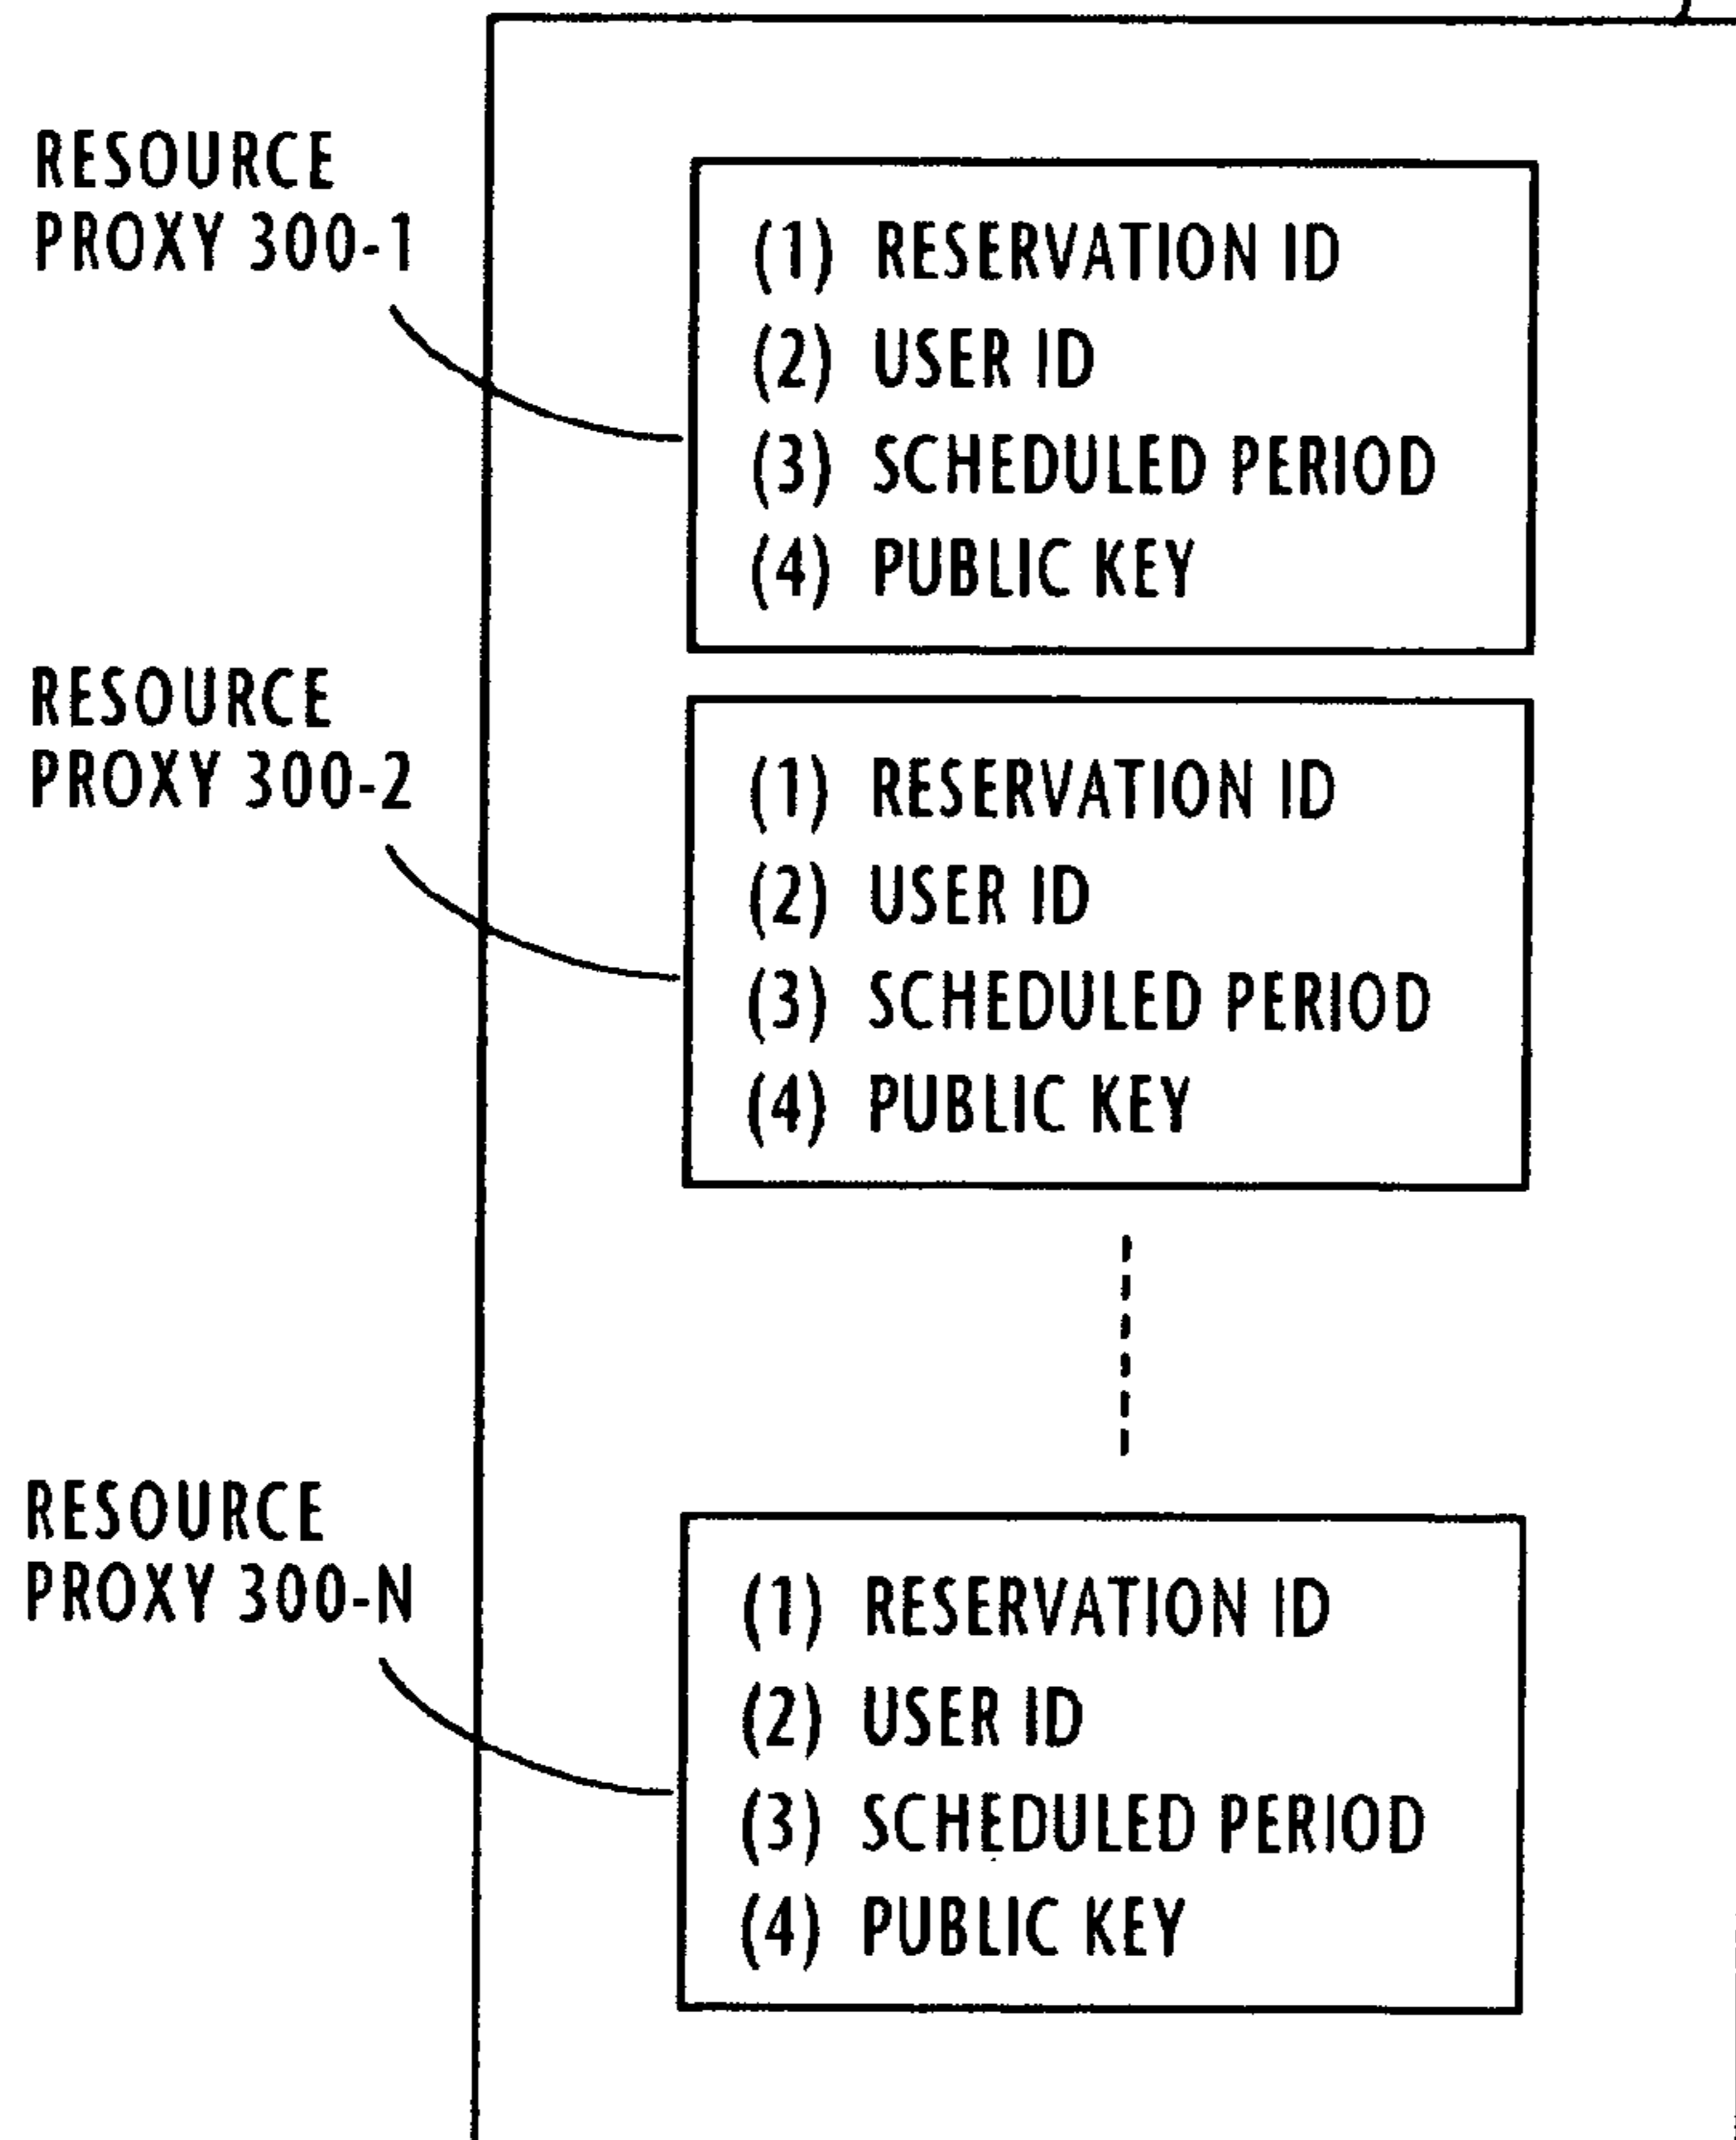 RESOURCE
PROXY 300-1
(1) RESERVATION ID
(2) USER ID
(3) SCHEDULED PERIOD
(4) PUBLIC KEY
RESOURCE
PROXY 300-2
(1) RESERVATION ID
(2) USER ID
(3) SCHEDULED PERIOD
(4) PUBLIC KEY
RESOURCE
PROXY 300-N
(1) RESERVATION ID
(2) USER ID
(3) SCHEDULED PERIOD
(4) PUBLIC KEY